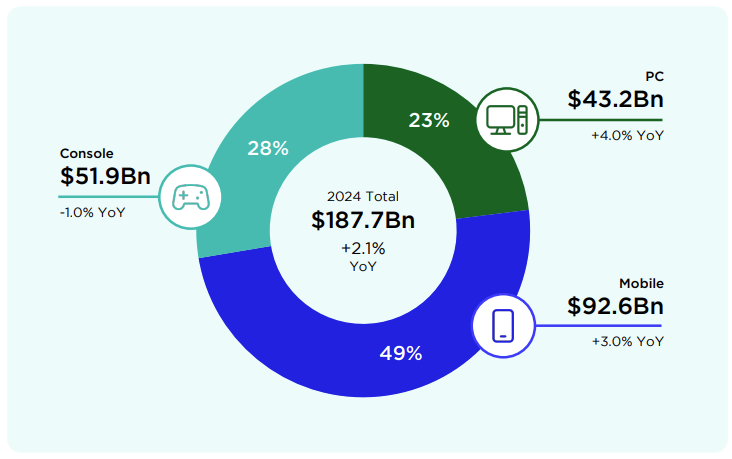 PC
$43.2Bn
+4.0% YoY
23%
28%
Console
$51.9Bn
-1.0% YoY
2024 Total
$187.7Bn
+2.1%
YoY
Mobile
$92.6Bn
+3.0% YoY
49%